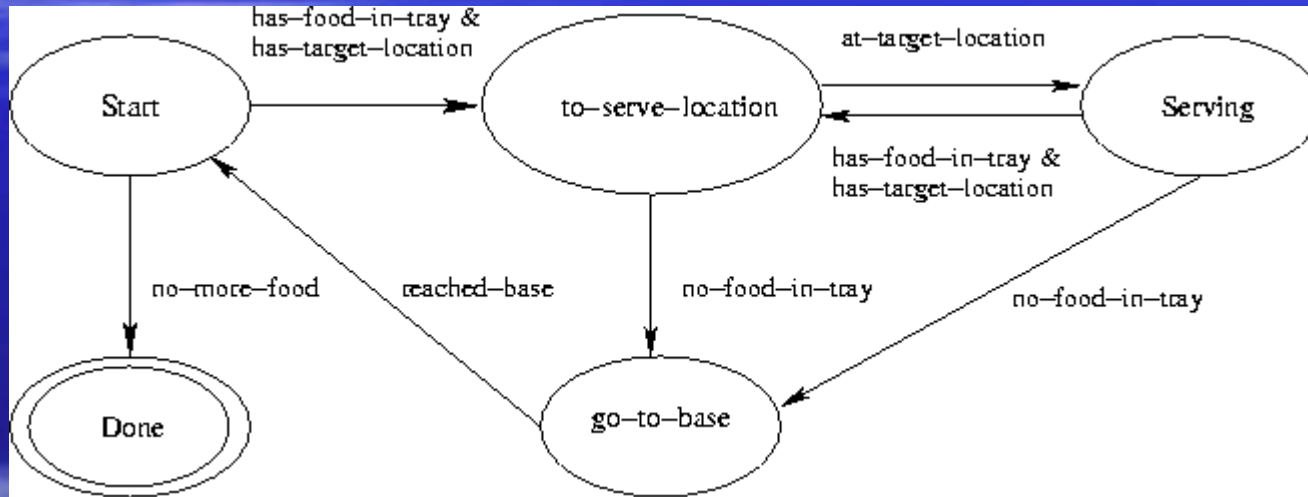 has-food-in-tray &
has-target-location
at-target-location
Start
to-serve-location
Serving
has-food-in-tray &
has-target-location
no-more-food
reached-base
no-food-in-tray
no-food-in-tray
Done
go-to-base